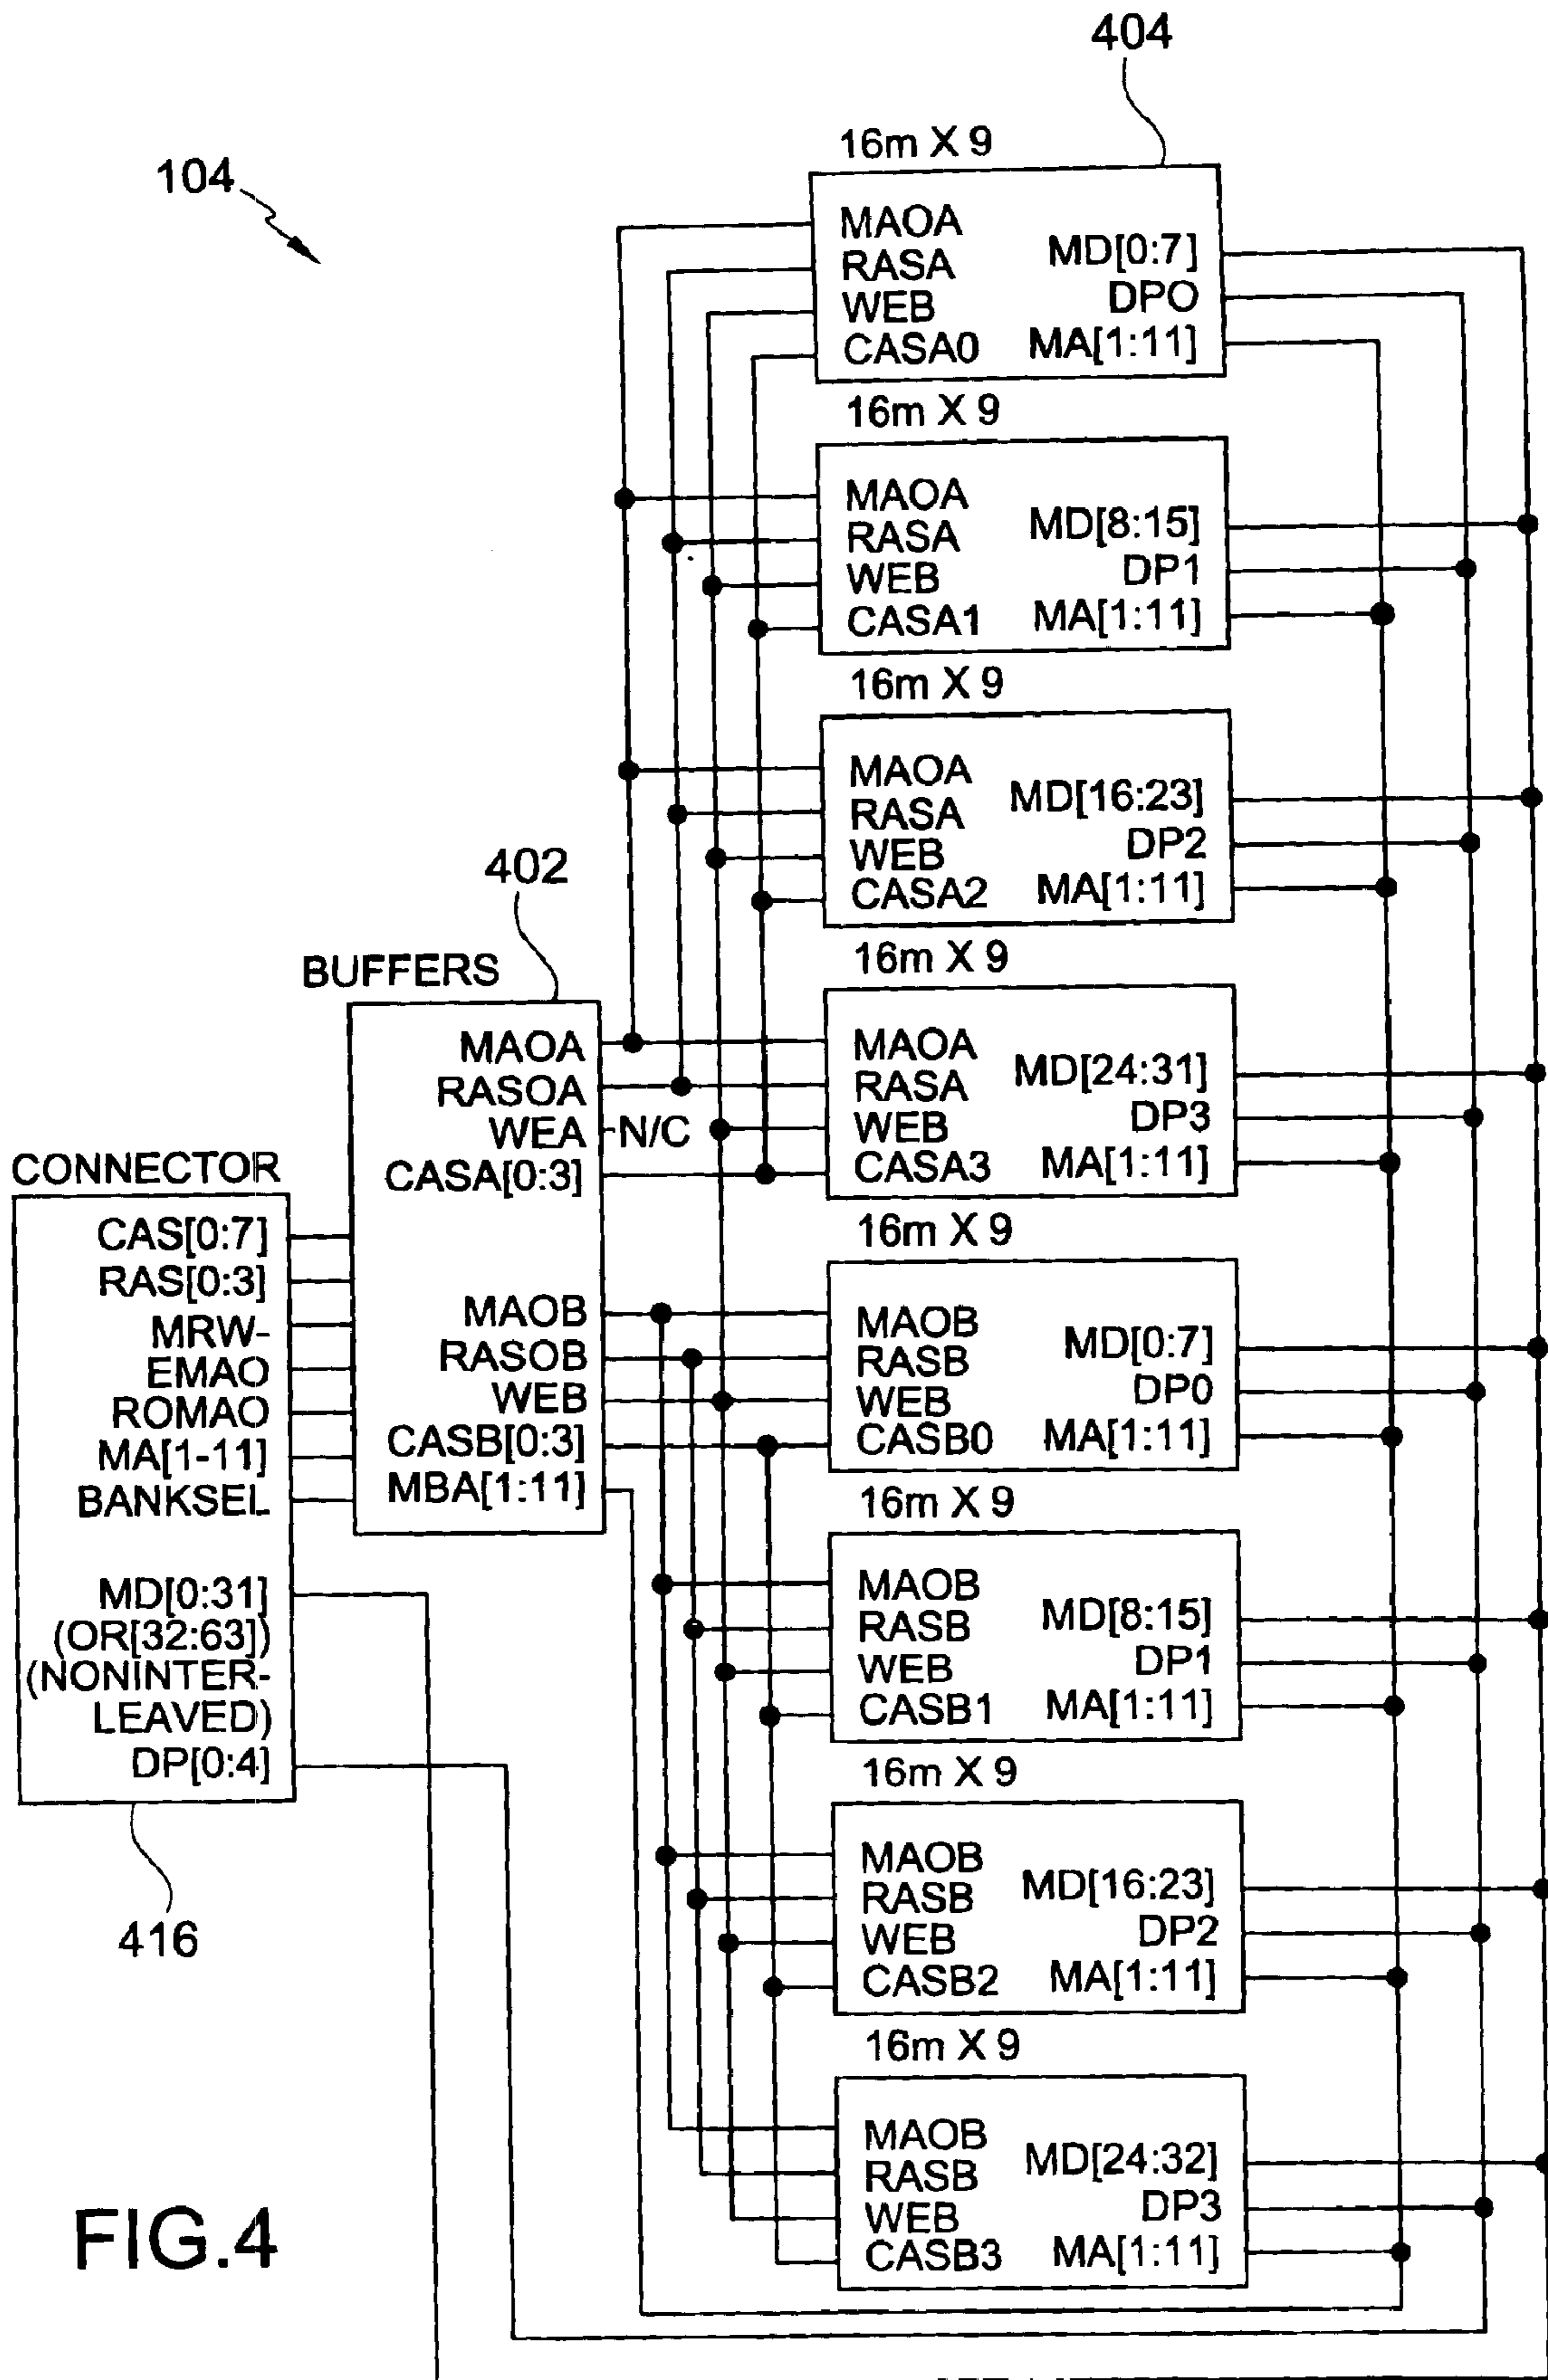 404
104
16m X 9
MAOA
RASA
WEB
CASA0
MD[0:7]
DPO
MA[1:11]
16m X 9
MAOA
RASA
WEB
CASA1
MD[8:15]
DP1
MA[1:11]
16m X 9
MAOA
RASA
WEB
CASA2
MD[16:23]
DP2
MA[1:11]
16m X 9
MAOA
RASA
WEB
CASA3
MD[24:31]
DP3
MA[1:11]
402
BUFFERS
MAOA
RASOA
WEA
N/C
CASA[0:3]
MAOB
RASOB
WEB
CASB[0:3]
MBA[1:11]
CONNECTOR
CAS[0:7]
RAS[0:3]
MRW-
EMAO
ROMAO
MA[1-11]
BANKSEL
MD[0:31]
(OR[32:63])
(NONINTER-
LEAVED)
DP[0:4]
416
16m X 9
MAOB
RASB
WEB
CASB0
MD[0:7]
DP0
MA[1:11]
16m X 9
MAOB
RASB
WEB
CASB1
MD[8:15]
DP1
MA[1:11]
16m X 9
MAOB
RASB
WEB
CASB2
MD[16:23]
DP2
MA[1:11]
16m X 9
MAOB
RASB
WEB
CASB3
MD[24:32]
DP3
MA[1:11]
FIG.4